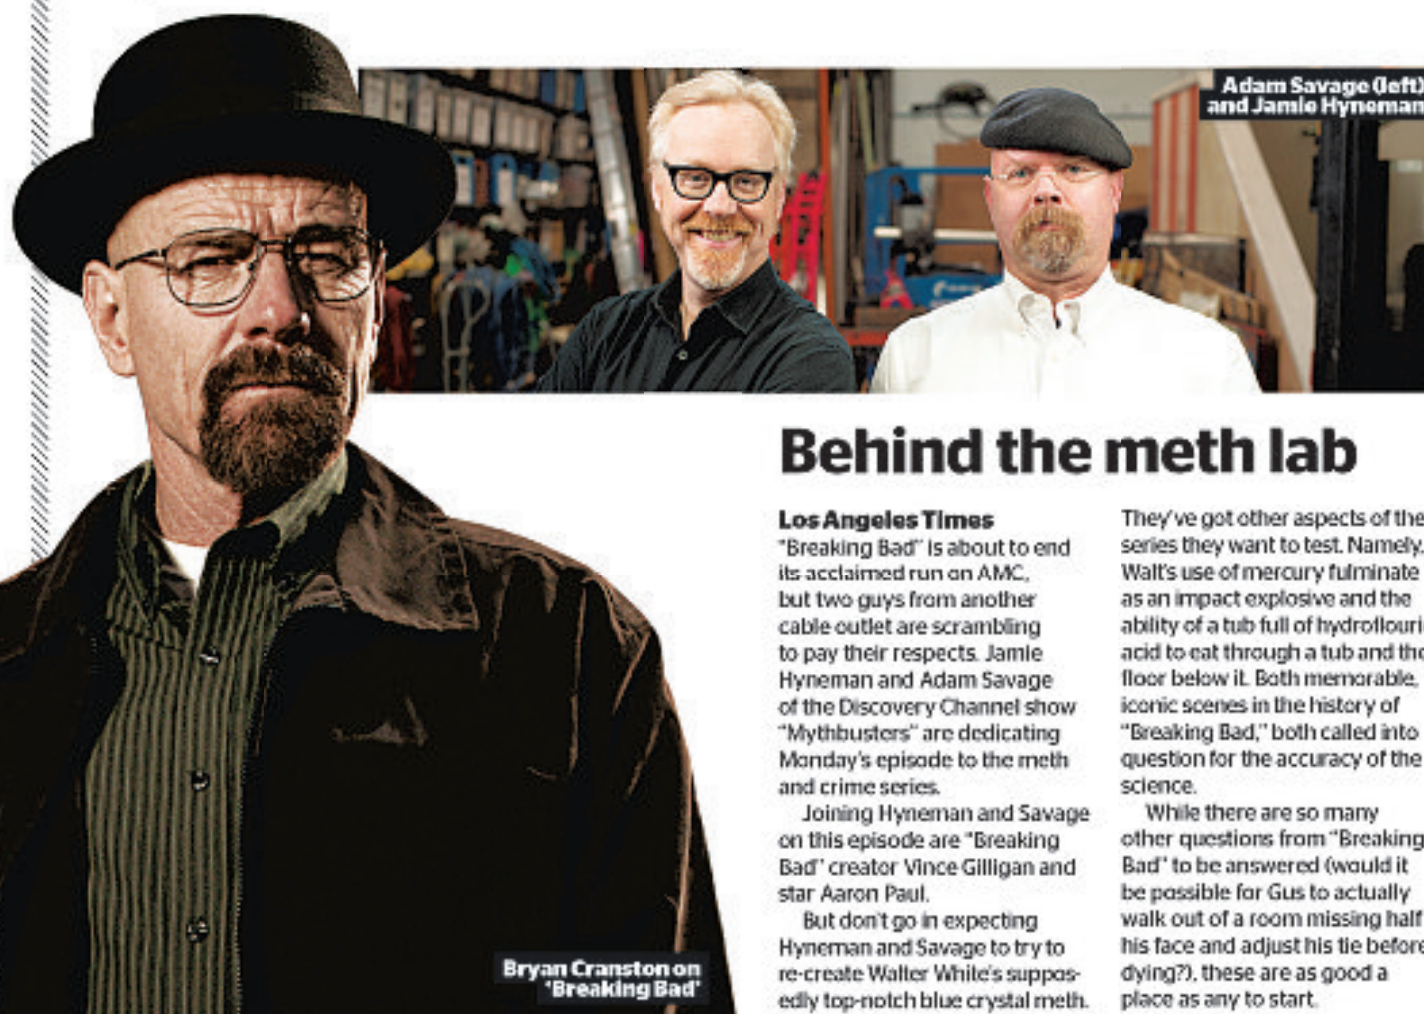 Adam Savage (left)
and Jamie Hyneman
Behind the meth lab
Los Angeles Times
"Breaking Bad" is about to end
its acclaimed run on AMC,
but two guys from another
cable outlet are scrambling
to pay their respects. Jamie
Hyneman and Adam Savage
of the Discovery Channel show
"Mythbusters" are dedicating
Monday's episode to the meth
and crime series.
Joining Hyneman and Savage
on this episode are "Breaking
Bad" creator Vince Gilligan and
star Aaron Paul.
But don't go in expecting
Hyneman and Savage to try to
re-create Walter White's suppos-
edly top-notch blue crystal meth.
They've got other aspects of the
series they want to test. Namely,
Walt's use of mercury fulminate
as an impact explosive and the
ability of a tub full of hydroflouri
acid to eat through a tub and the
floor below it. Both memorable,
iconic scenes in the history of
"Breaking Bad," both called into
question for the accuracy of the
science.
While there are so many
other questions from "Breaking
Bad" to be answered (would it
be possible for Gus to actually
walk out of a room missing half
his face and adjust his tie before
dying?), these are as good a
place as any to start.
Bryan Cranston on
'Breaking Bad'